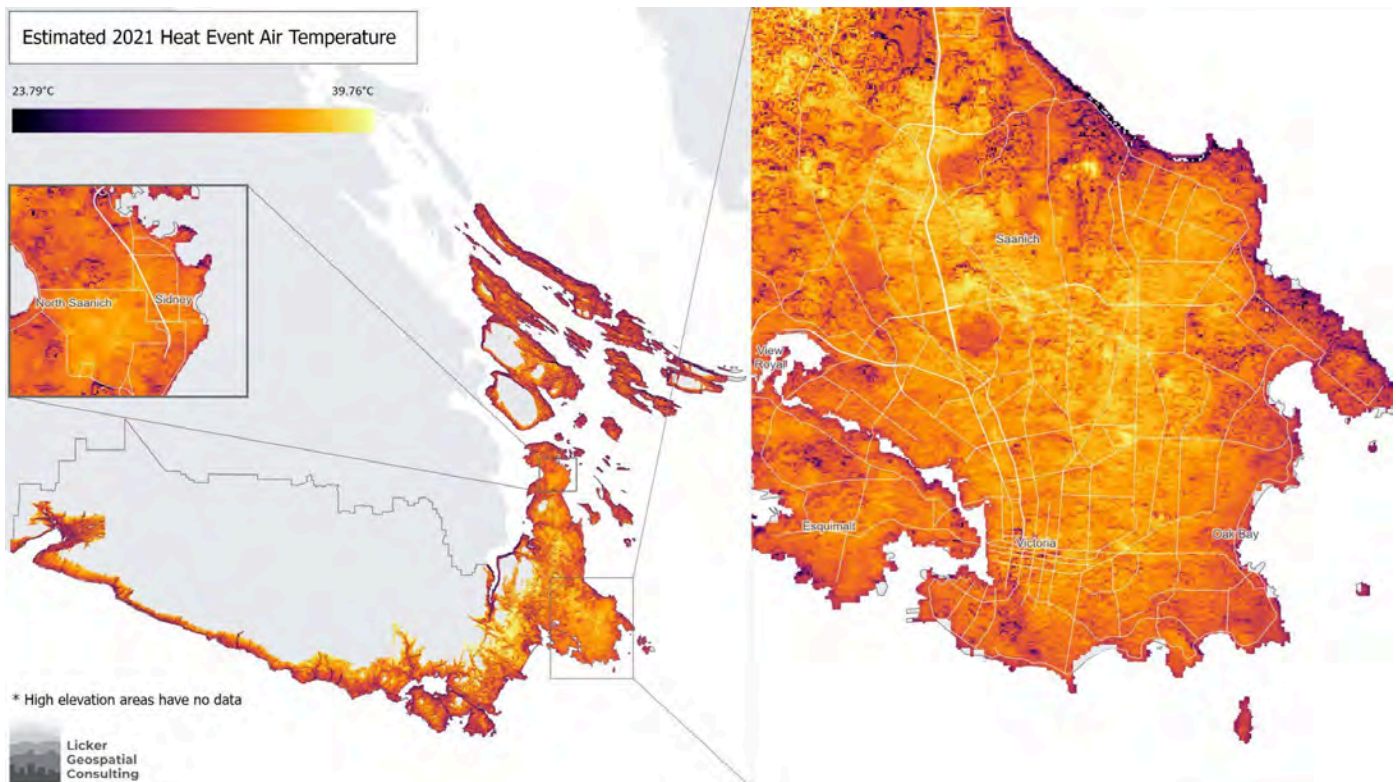 Estimated 2021 Heat Event Air Temperature
23.79°C
39.76°C
North Saanich
Sidney
Saanich
View
Royal
Esquimalt
Victoria
Oak Bay
* High elevation areas have no data
Licker
Geospatial
Consulting